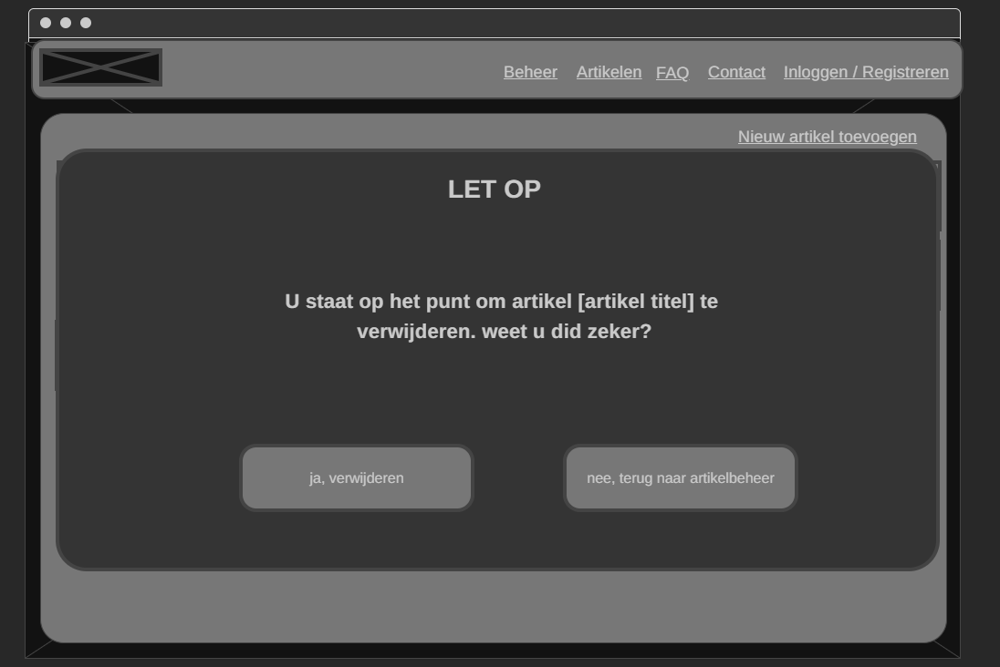 Beheer Artikelen FAQ Contact Inloggen / Registreren
Nieuw artikel toevoegen
LET OP
U staat op het punt om artikel [artikel titel] te
verwijderen. weet u did zeker?
ja, verwijderen
nee, terug naar artikelbeheer